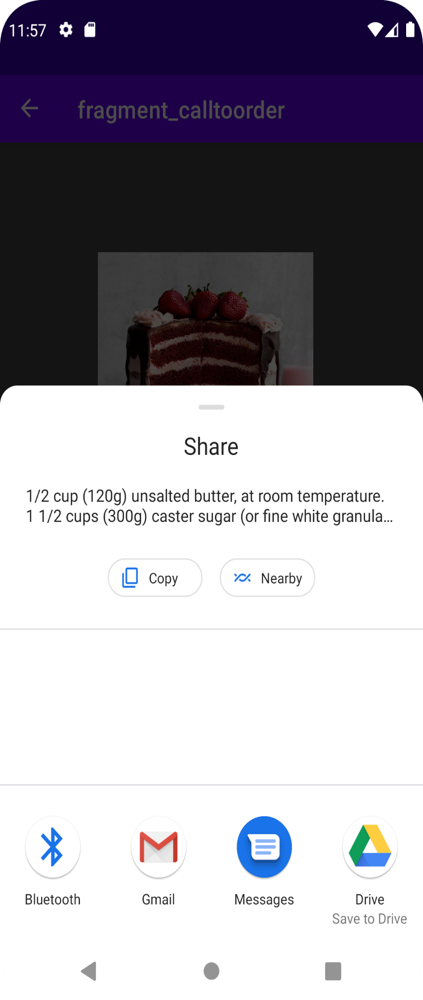 11:57
fragment_calltoorder
Share
1/2 cup (120g) unsalted butter, at room temperature.
1 1/2 cups (300g) caster sugar (or fine white granula...
Copy
Nearby
Bluetooth
Gmail
Messages
Drive
Save to Drive